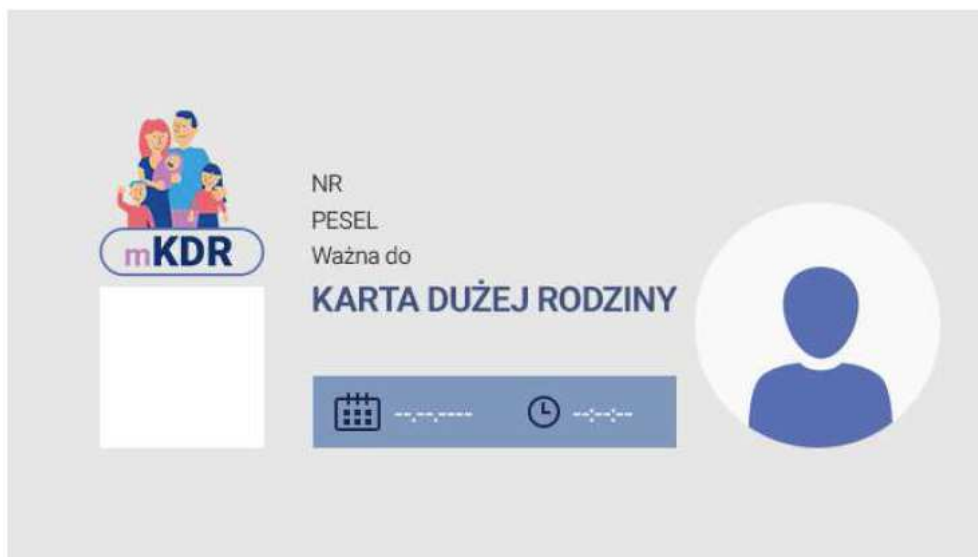 mKDR
NR
PESEL
Ważna do
KARTA DUŻEJ RODZINY
--.--.---- --:--:--